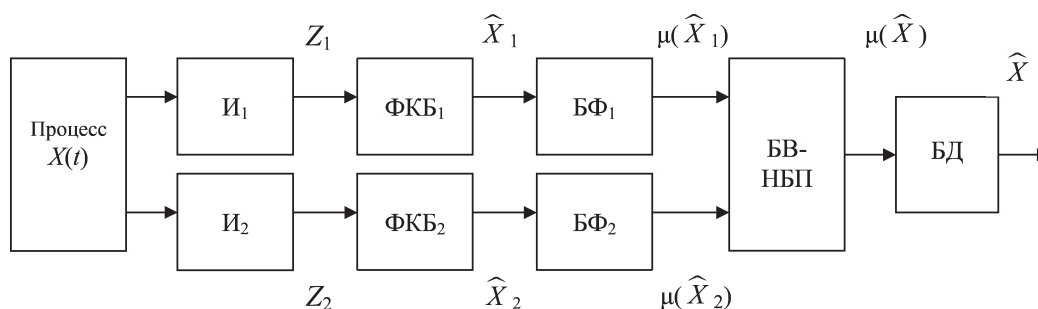 Z₁
X̂₁
μ(X̂₁)
μ(X̂)
X̂
Процесс
X(t)
И₁
ФКБ₁
БФ₁
БВ-
НБП
БД
И₂
ФКБ₂
БФ₂
Z₂
X̂₂
μ(X̂₂)